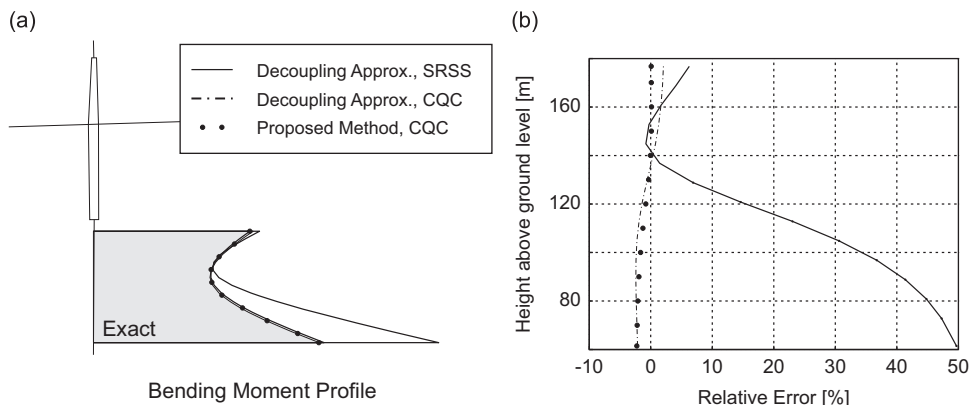 (a)
Decoupling Approx., SRSS
Decoupling Approx., CQC
Proposed Method, CQC
Exact
Bending Moment Profile
(b)
Height above ground level [m]
160
120
80
-10 0 10 20 30 40 50
Relative Error [%]